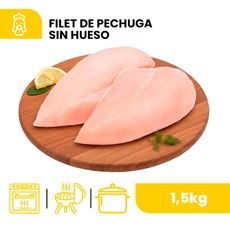 FILET DE PECHUGA
SIN HUESO
1,5kg